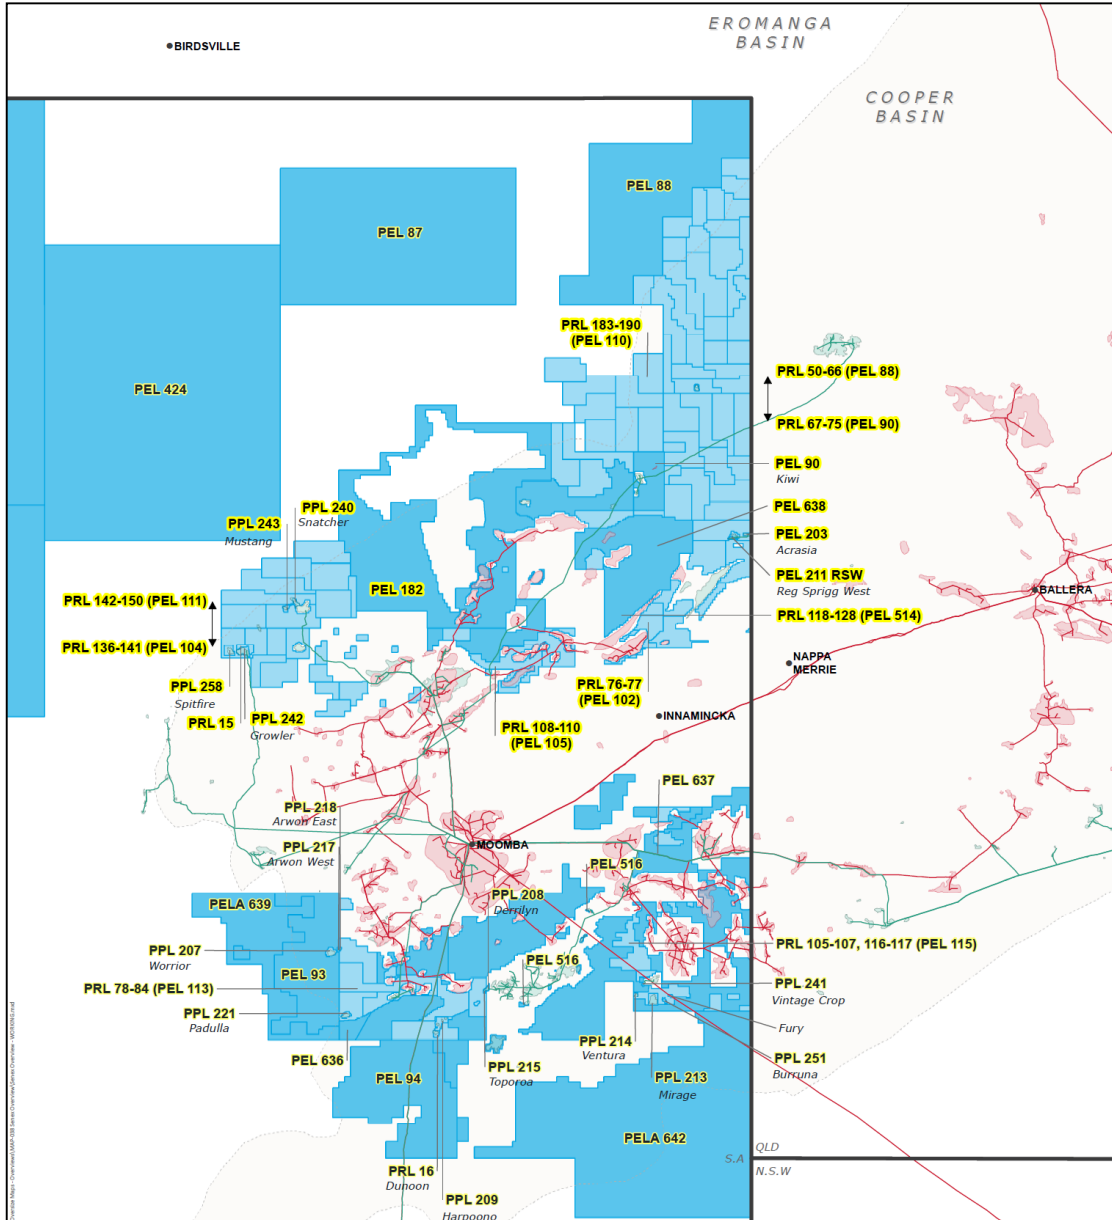 EROMANGA
BASIN
BIRDSVILLE
COOPER
BASIN
PEL 88
PEL 87
PRL 183-190
(PEL 110)
PEL 424
PRL 50-66 (PEL 88)
PRL 67-75 (PEL 90)
PEL 90
Kiwi
PEL 638
PPL 240
Snatcher
PPL 243
Mustang
PEL 203
Acrasia
PEL 211 RSW
Reg Sprigg West
PEL 182
BALLERA
PRL 142-150 (PEL 111)
PRL 118-128 (PEL 514)
PRL 136-141 (PEL 104)
NAPPA
MERRIE
PPL 258
Spitfire
PRL 76-77
(PEL 102)
PRL 15
PPL 242
Growler
INNAMINCKA
PRL 108-110
(PEL 105)
PEL 637
PPL 218
Arwon East
PPL 217
Arwon West
MOOMBA
PEL 516
PPL 208
Derrilyn
PELA 639
PPL 207
Worrior
PRL 105-107, 116-117 (PEL 115)
PEL 93
PEL 516
PRL 78-84 (PEL 113)
PPL 241
Vintage Crop
PPL 221
Padulla
Fury
PPL 214
Ventura
PEL 636
PPL 215
Toporoa
PPL 251
Burruna
PEL 94
PPL 213
Mirage
PELA 642
QLD
S.A
N.S.W
PRL 16
Dunoon
PPL 209
Harpoono